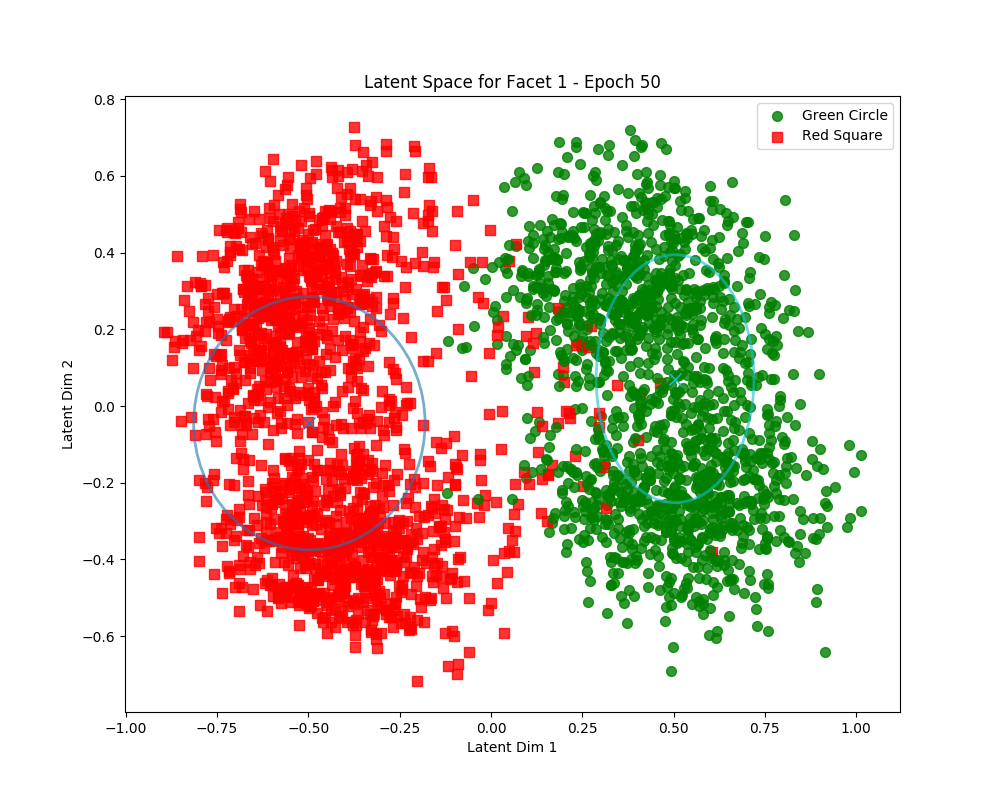 Latent Space for Facet 1 - Epoch 50
Green Circle
Red Square
0.8
0.6
0.4
0.2
0.0
−0.2
−0.4
−0.6
Latent Dim 2
−1.00 −0.75 −0.50 −0.25 0.00 0.25 0.50 0.75 1.00
Latent Dim 1